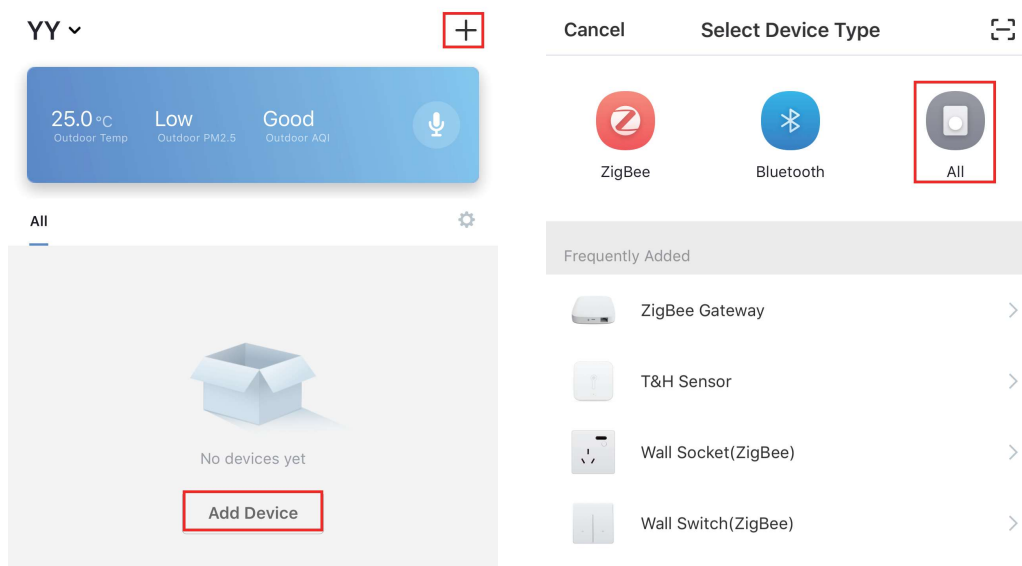 YY
25.0 °C Low Good
Outdoor Temp Outdoor PM2.5 Outdoor AQI
All
No devices yet
Add Device
Cancel Select Device Type
ZigBee Bluetooth All
Frequently Added
ZigBee Gateway
T&H Sensor
Wall Socket(ZigBee)
Wall Switch(ZigBee)